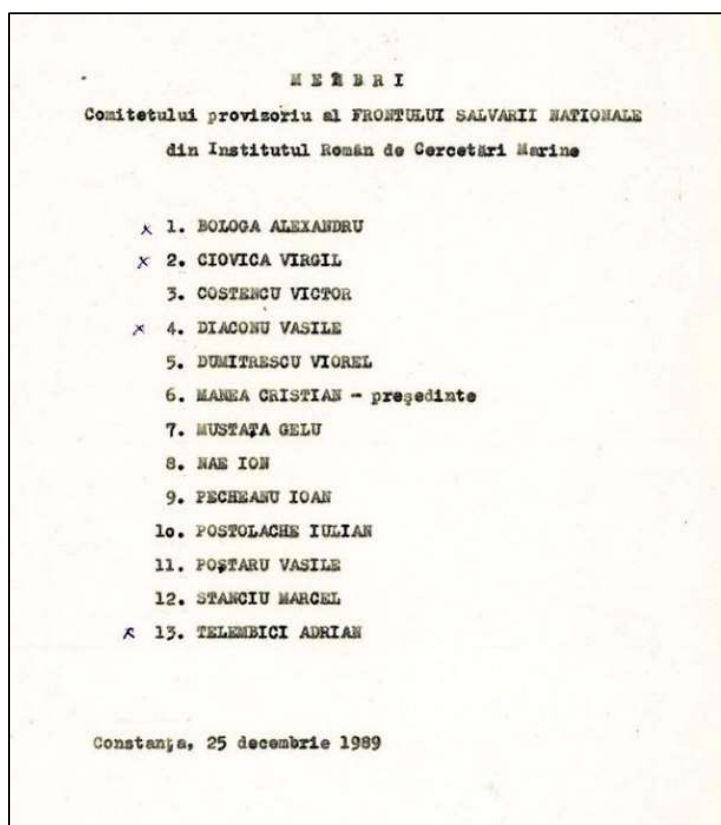 M E M B R I
Comitetului provizoriu al FRONTULUI SALVARII NATIONALE
din Institutul Român de Cercetări Marine
x 1. BOLOGA ALEXANDRU
x 2. CIOVICA VIRGIL
3. COSTENCU VICTOR
x 4. DIACONU VASILE
5. DUMITRESCU VIOREL
6. MANEA CRISTIAN - președinte
7. MUSTAȚA GELU
8. NAE ION
9. PECHEANU IOAN
1o. POSTOLACHE IULIAN
11. POȘTARU VASILE
12. STANCIU MARCEL
x 13. TELEMBICI ADRIAN
Constanța, 25 decembrie 1989